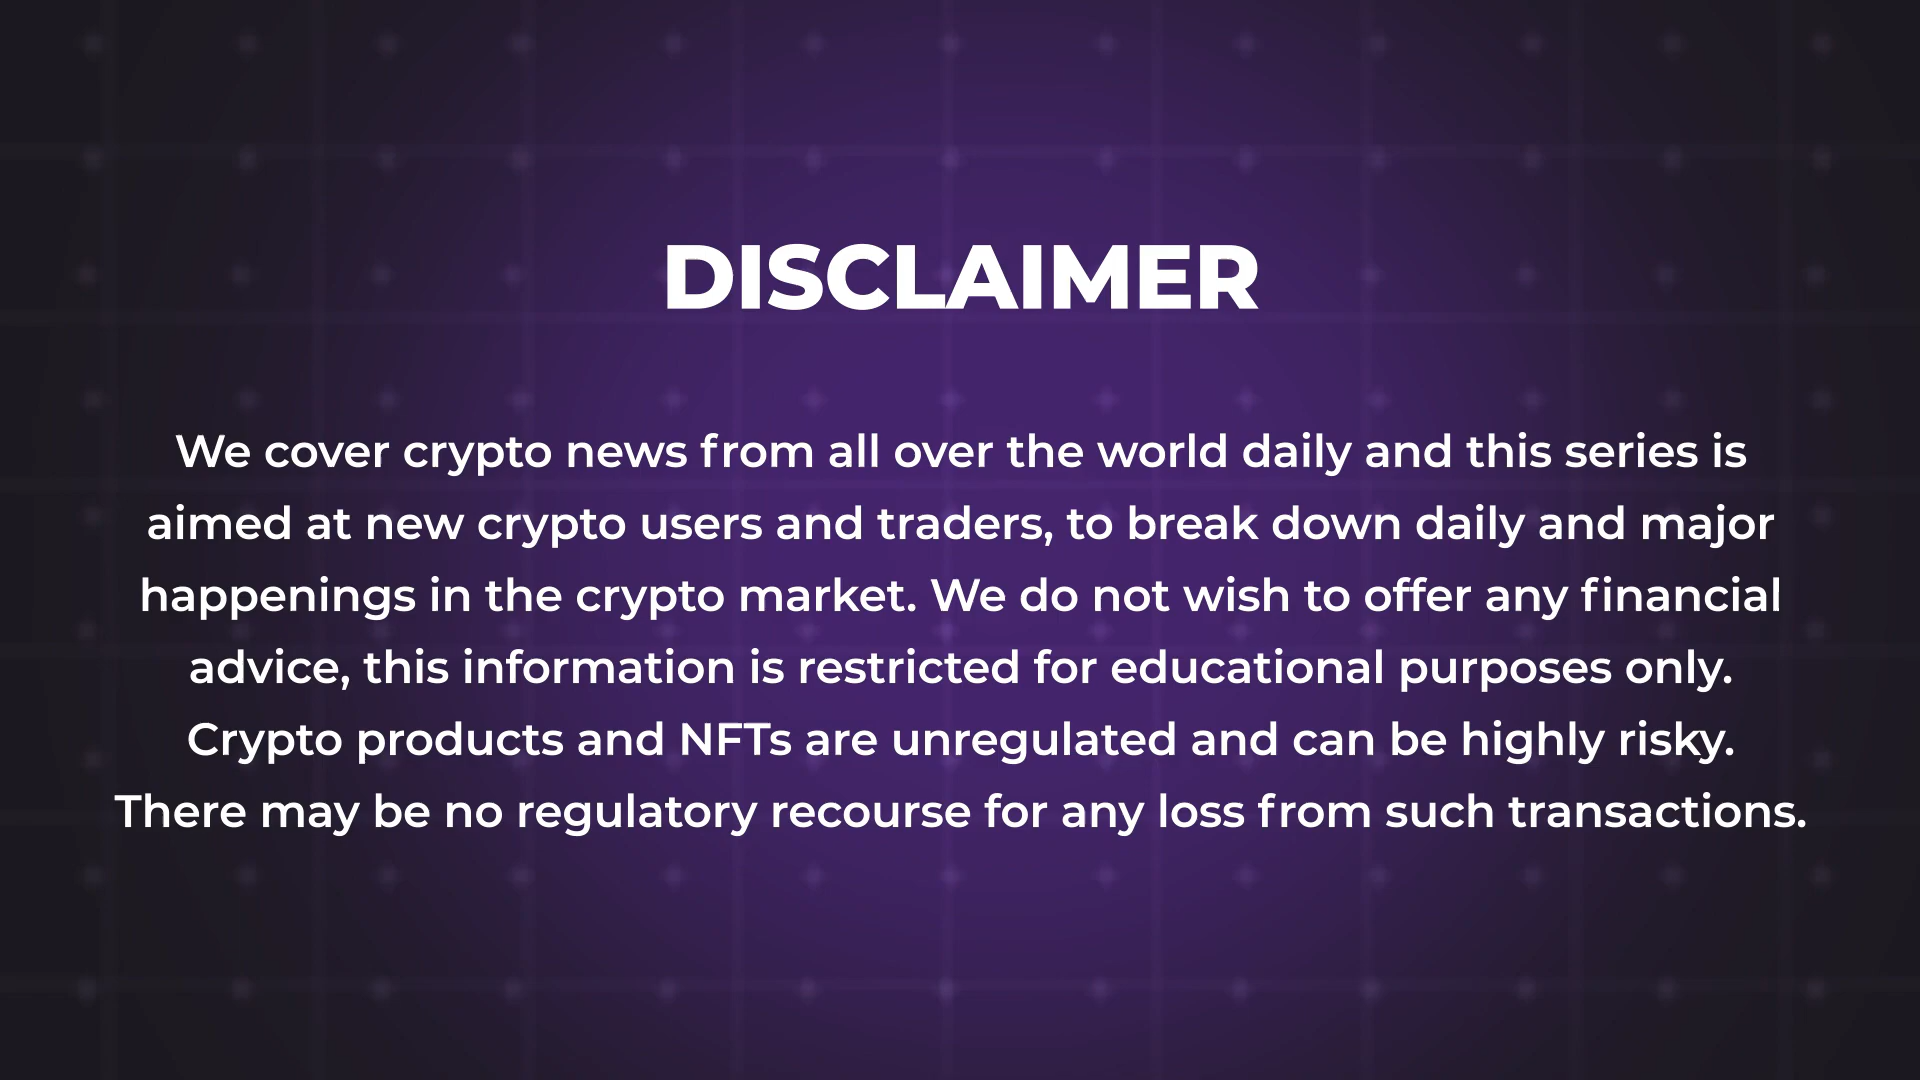 DISCLAIMER
We cover crypto news from all over the world daily and this series is
aimed at new crypto users and traders, to break down daily and major
happenings in the crypto market. We do not wish to offer any financial
advice, this information is restricted for educational purposes only.
Crypto products and NFTs are unregulated and can be highly risky.
There may be no regulatory recourse for any loss from such transactions.